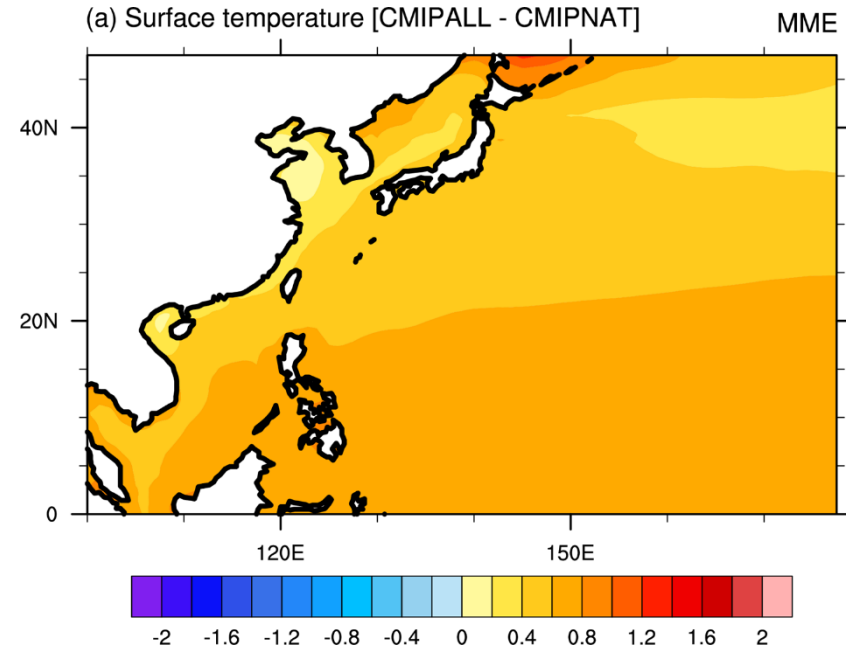 (a) Surface temperature [CMIPALL - CMIPNAT] MME
40N
20N
0
120E 150E
-2 -1.6 -1.2 -0.8 -0.4 0 0.4 0.8 1.2 1.6 2